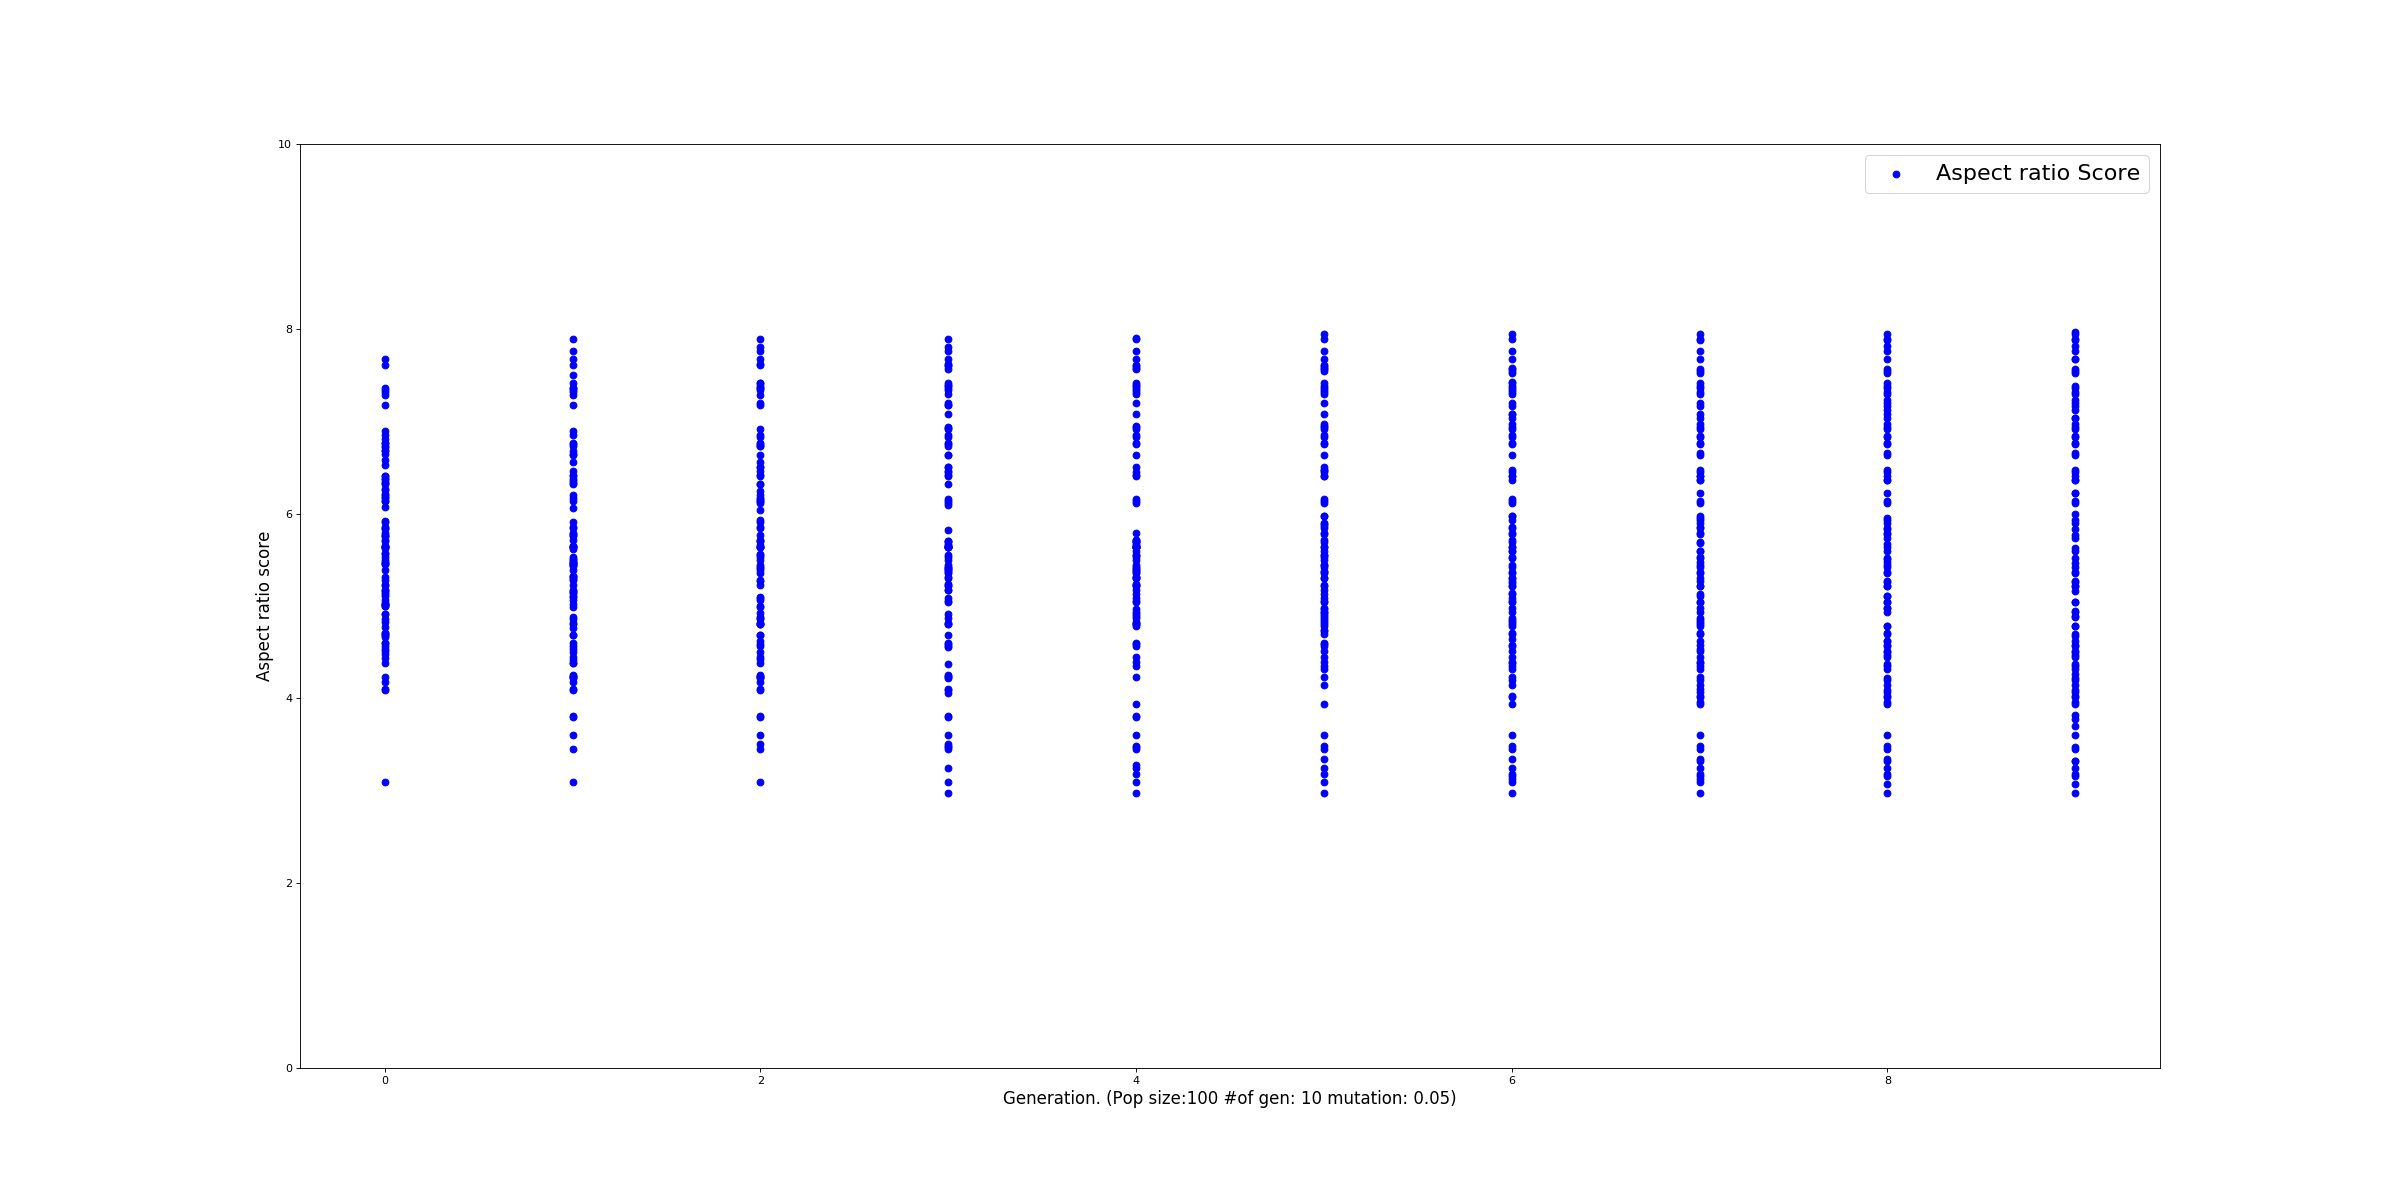 10
Aspect ratio Score
8
6
Aspect ratio score
4
2
0
0 2 4 6 8
Generation. (Pop size:100 #of gen: 10 mutation: 0.05)